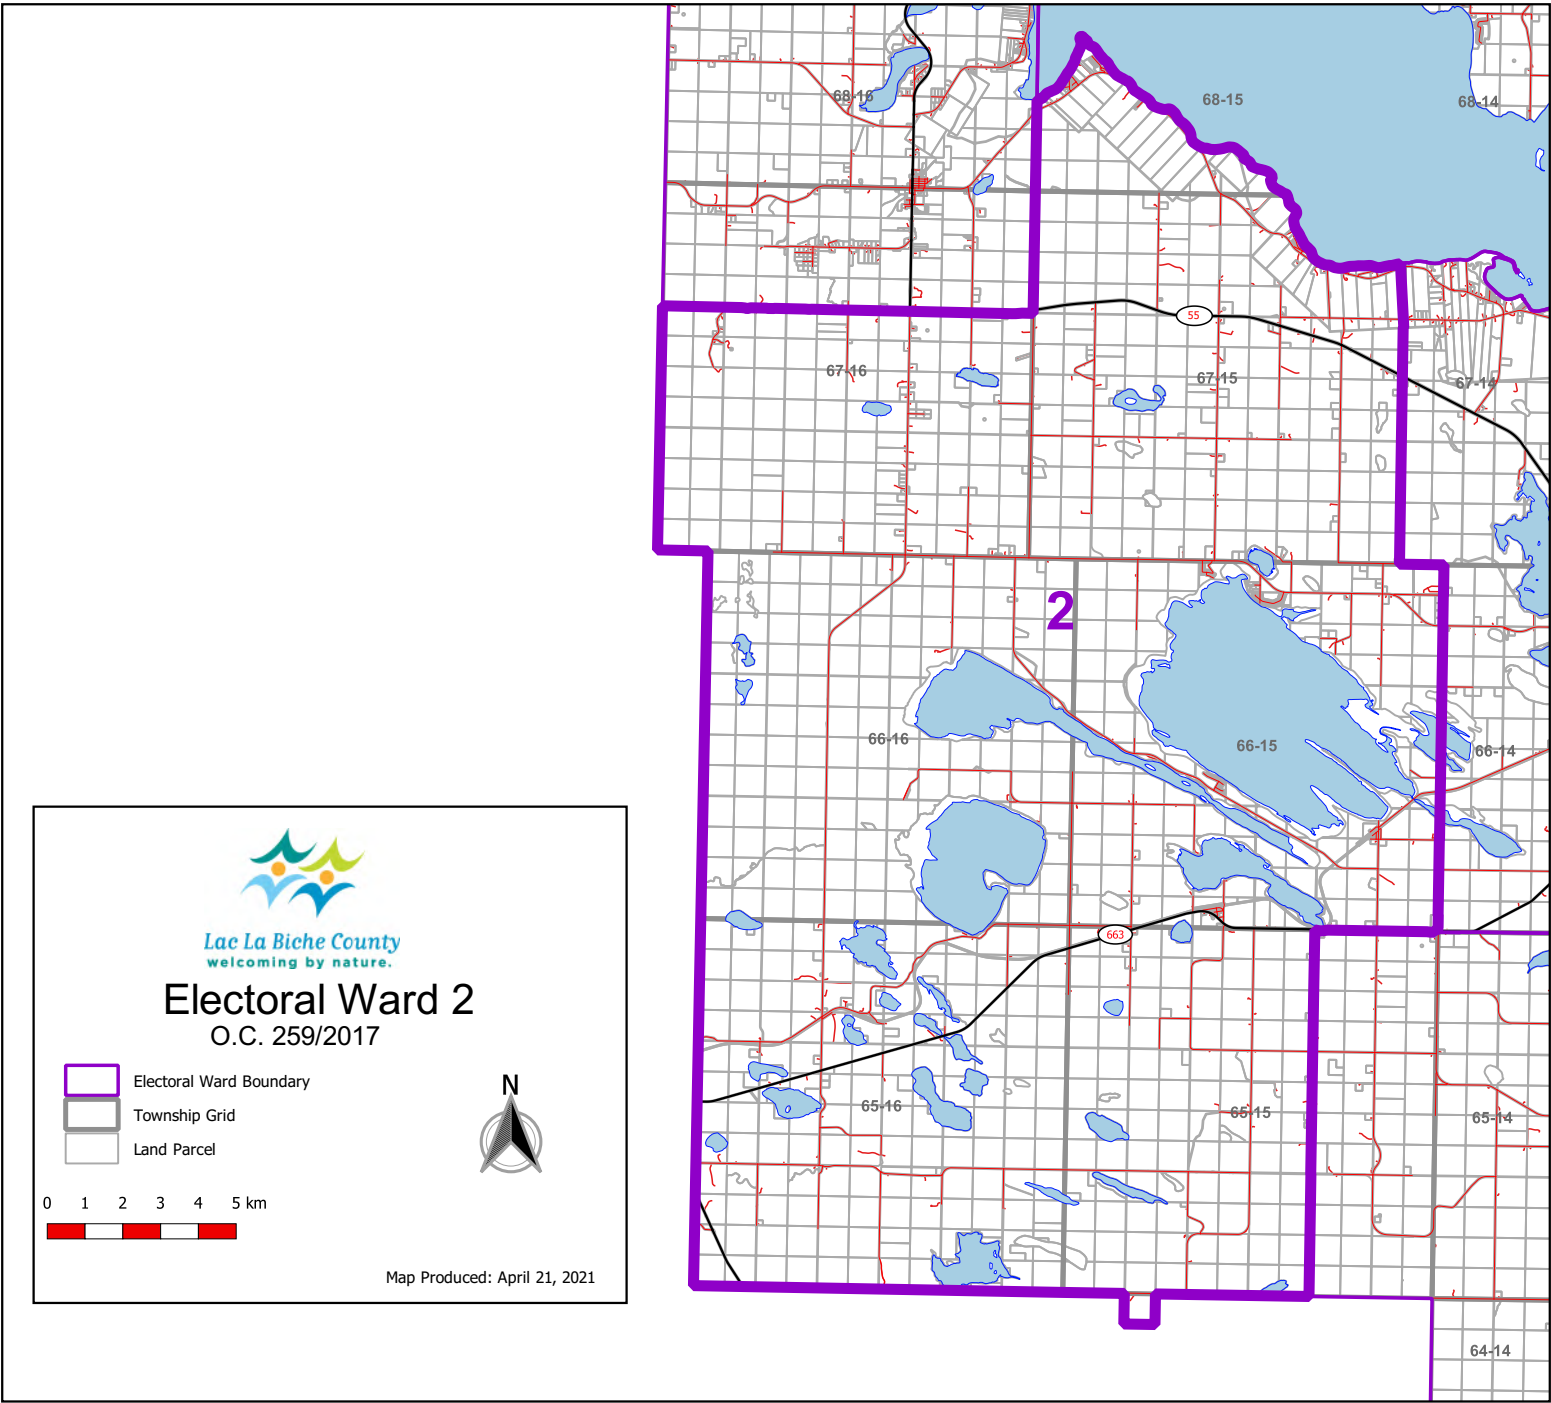 68-16
68-15
68-14
55
67-16
67-15
67-14
2
66-16
66-15
66-14
663
65-16
65-15
65-14
64-14
Lac La Biche County
welcoming by nature.
Electoral Ward 2
O.C. 259/2017
Electoral Ward Boundary
Township Grid
Land Parcel
N
0 1 2 3 4 5 km
Map Produced: April 21, 2021